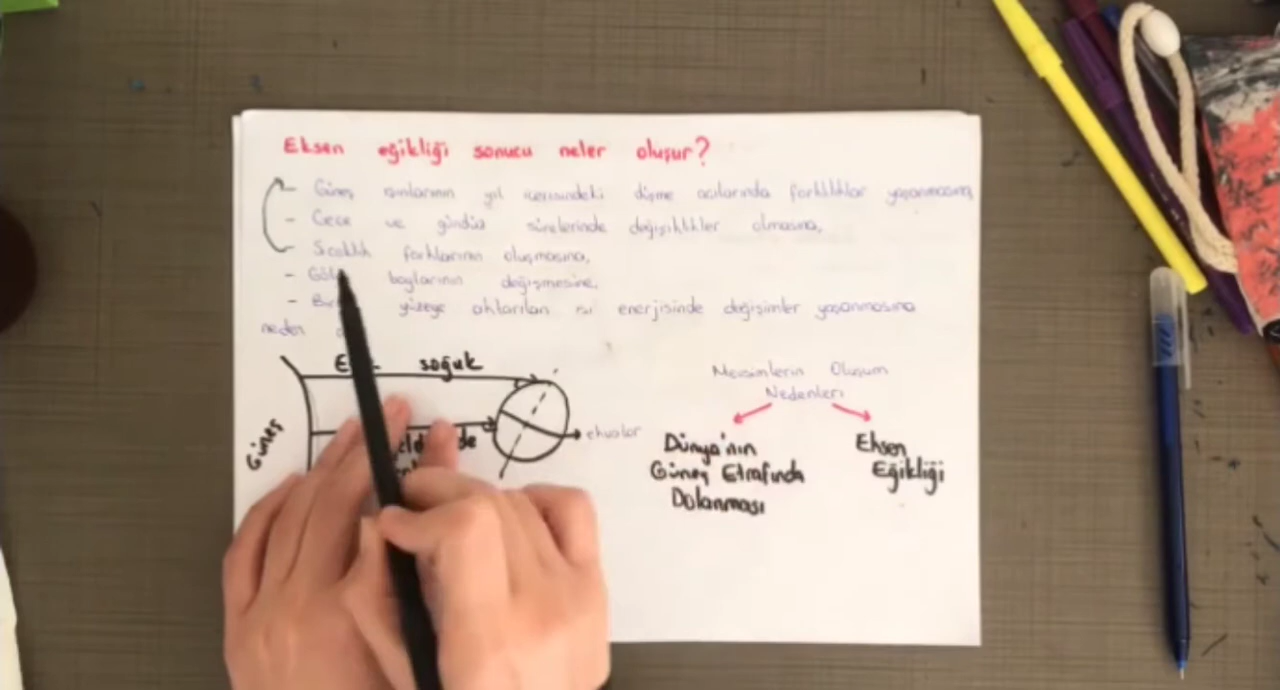 Eksen eğikliği sonucu neler oluşur?
- Güneş ışınlarının yıl içerisindeki düşme açılarında farklılıklar yaşanmasına,
- Gece ve gündüz sürelerinde değişiklikler olmasına,
- Sıcaklık farklarının oluşmasına,
- boylarının değişmesine,
- yüzeye aktarılan ısı enerjisinde değişimler yaşanmasına
neden
soğuk
Güneş
ekvator
Mevsimlerin Oluşum
Nedenleri
Dünya'nın
Güneş Etrafında
Dolanması
Eksen
Eğikliği